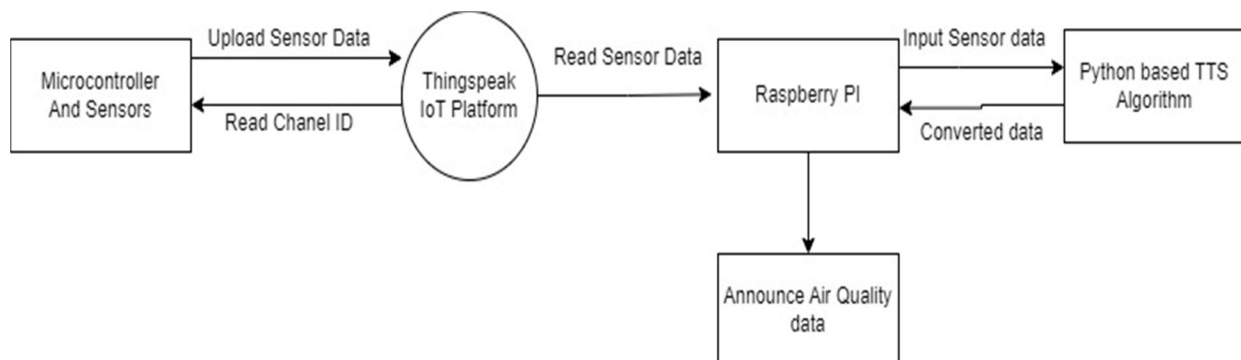 Upload Sensor Data
Microcontroller
And Sensors
Read Chanel ID
Thingspeak
IoT Platform
Read Sensor Data
Raspberry PI
Input Sensor data
Converted data
Python based TTS
Algorithm
Announce Air Quality
data